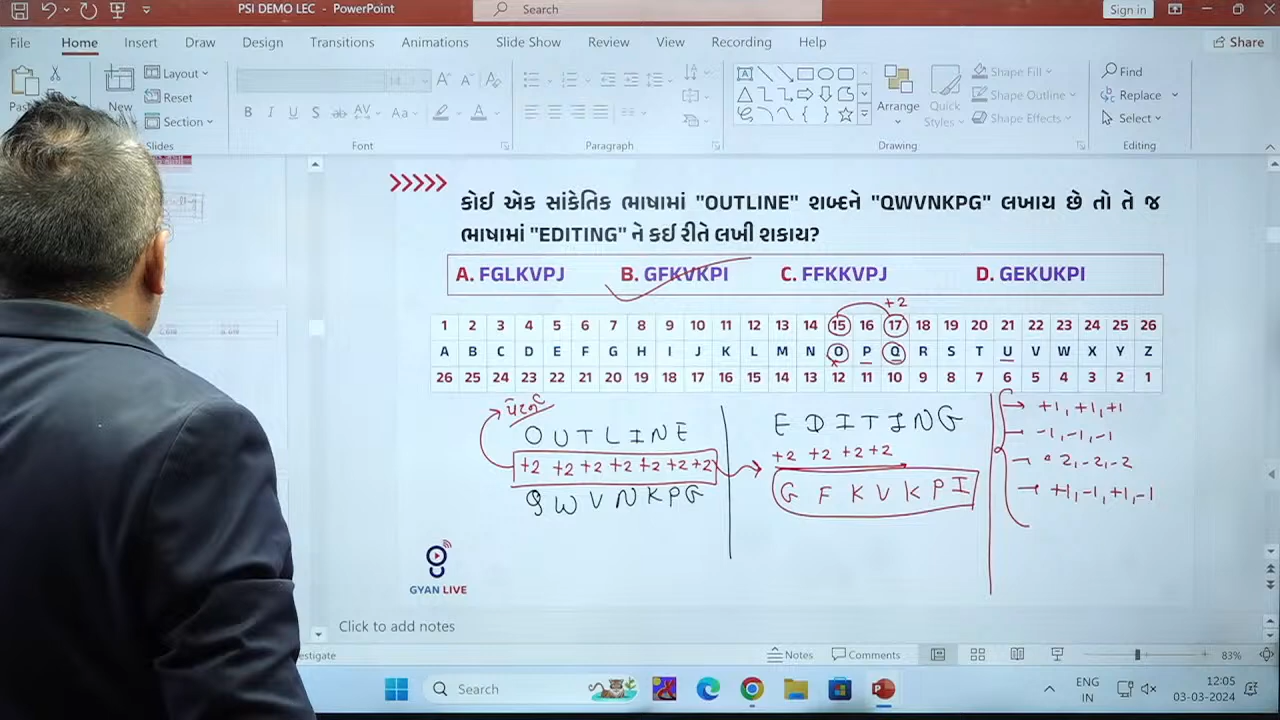 PSI DEMO LEC - PowerPoint
Search
Sign in
File Home Insert Draw Design Transitions Animations Slide Show Review View Recording Help
Share
New
Layout
Reset
Section
Slides
Font
Paragraph
Arrange
Quick Styles
Shape Fill
Shape Outline
Shape Effects
Drawing
Find
Replace
Select
Editing
કોઈ એક સાંકેતિક ભાષામાં "OUTLINE" શબ્દને "QWVNKPG" લખાય છે તો તે જ
ભાષામાં "EDITING" ને કઈ રીતે લખી શકાય?
A. FGLKVPJ B. GFKVKPI C. FFKKVPJ D. GEKUKPI
+2
1 2 3 4 5 6 7 8 9 10 11 12 13 14 15 16 17 18 19 20 21 22 23 24 25 26
A B C D E F G H I J K L M N O P Q R S T U V W X Y Z
26 25 24 23 22 21 20 19 18 17 16 15 14 13 12 11 10 9 8 7 6 5 4 3 2 1
પેટર્ન
OUTLINE
+2 +2 +2 +2 +2 +2 +2
QWVNKPG
EDITING
+2 +2 +2 +2
GFKVKPI
+1, +1, +1
-1, -1, -1
2, -2, -2
+1, -1, +1, -1
GYAN LIVE
Click to add notes
Notes
Comments
83%
Search
ENG
IN
12:05
03-03-2024